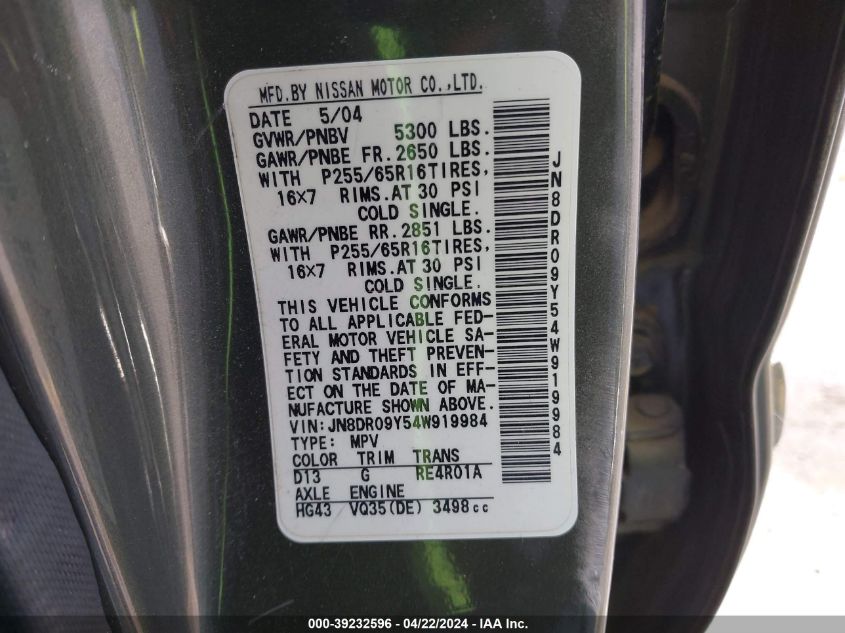 MFD.BY NISSAN MOTOR CO.,LTD.
DATE 5/04
GVWR/PNBV 5300 LBS.
GAWR/PNBE FR.2650 LBS.
WITH P255/65R16TIRES,
16X7 RIMS.AT 30 PSI
COLD SINGLE.
GAWR/PNBE RR.2851 LBS.
WITH P255/65R16TIRES,
16X7 RIMS.AT 30 PSI
COLD SINGLE.
THIS VEHICLE CONFORMS
TO ALL APPLICABLE FED-
ERAL MOTOR VEHICLE SA-
FETY AND THEFT PREVEN-
TION STANDARDS IN EFF-
ECT ON THE DATE OF MA-
NUFACTURE SHOWN ABOVE.
VIN:JN8DR09Y54W919984
TYPE: MPV
COLOR TRIM TRANS
D13 G RE4R01A
AXLE ENGINE
HG43 VQ35(DE) 3498cc
JN8DR09Y54W919984
000-39232596 - 04/22/2024 - IAA Inc.